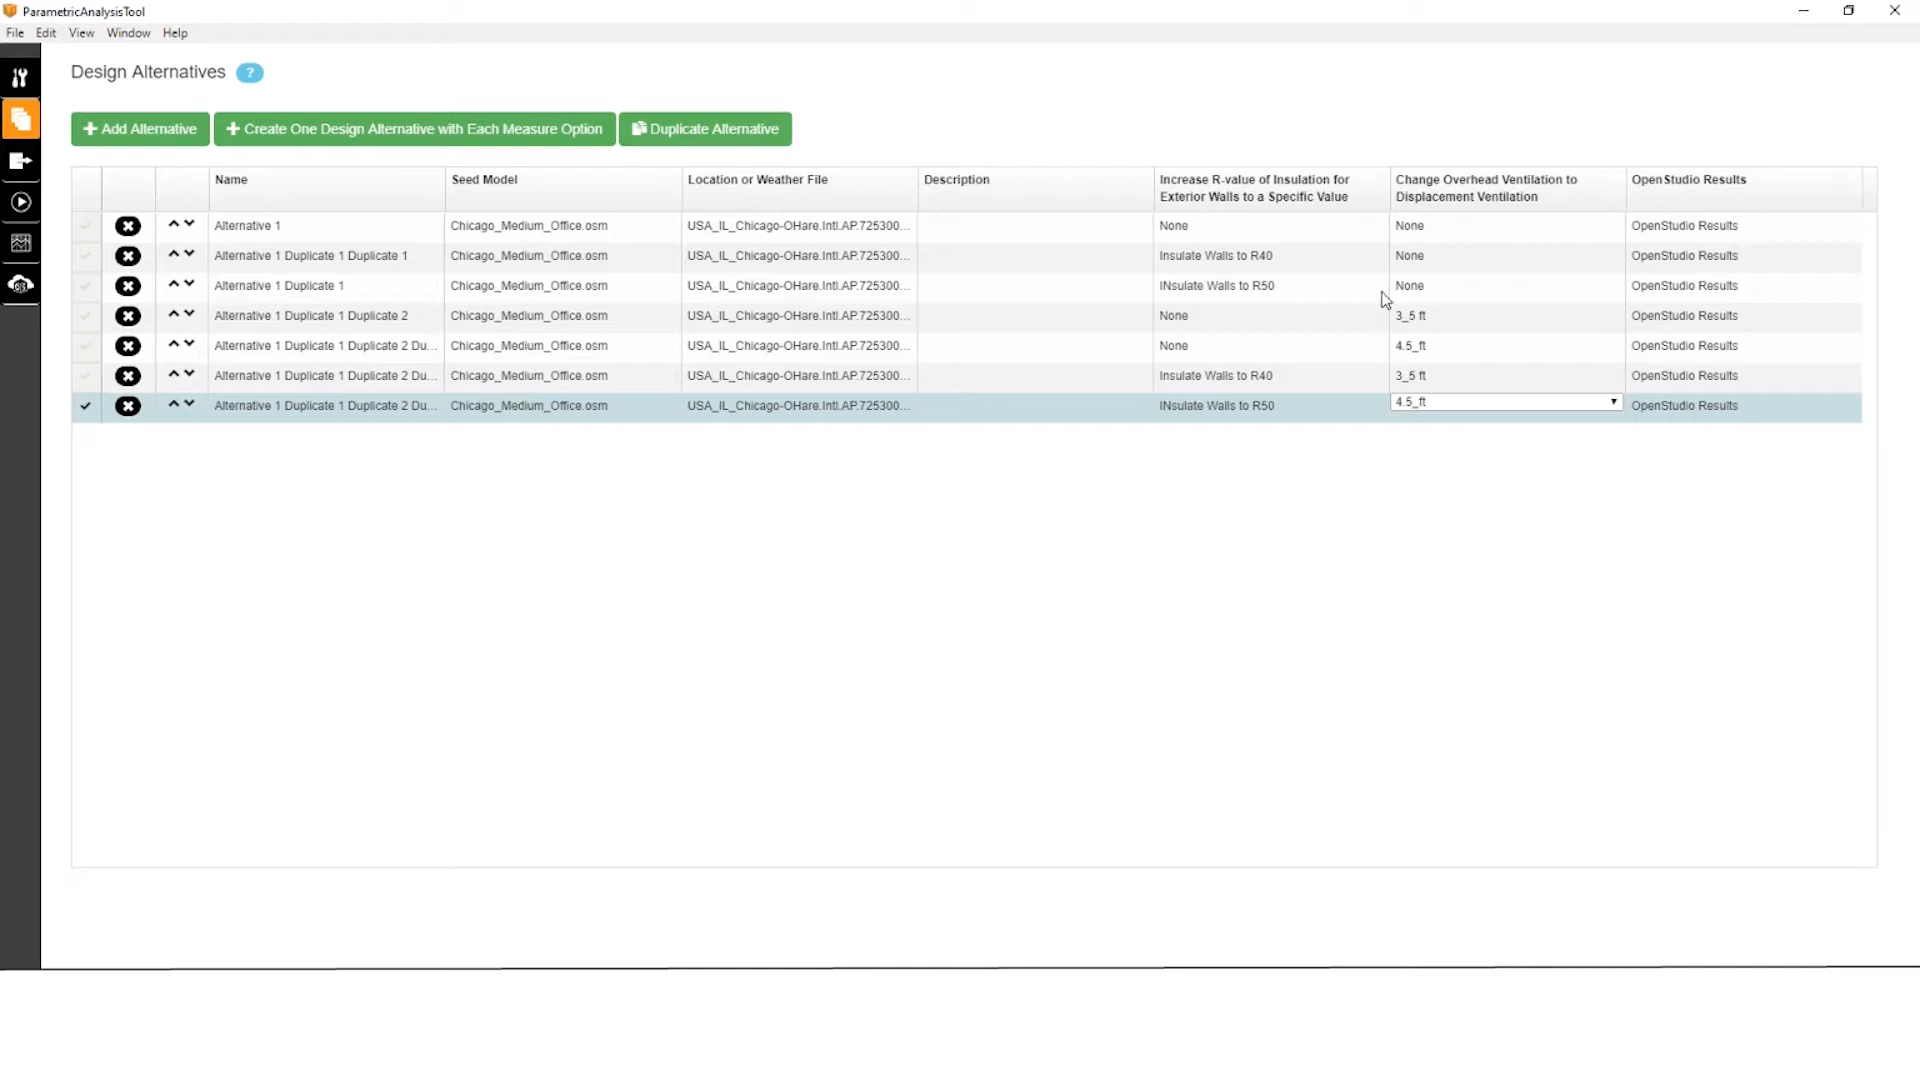 ParametricAnalysisTool
File Edit View Window Help
Design Alternatives ?
Add Alternative Create One Design Alternative with Each Measure Option Duplicate Alternative
Name Seed Model Location or Weather File Description Increase R-value of Insulation for Change Overhead Ventilation to OpenStudio Results
Exterior Walls to a Specific Value Displacement Ventilation
Alternative 1 Chicago_Medium_Office.osm USA_IL_Chicago-OHare.Intl.AP.725300... None None OpenStudio Results
Alternative 1 Duplicate 1 Duplicate 1 Chicago_Medium_Office.osm USA_IL_Chicago-OHare.Intl.AP.725300... Insulate Walls to R40 None OpenStudio Results
Alternative 1 Duplicate 1 Chicago_Medium_Office.osm USA_IL_Chicago-OHare.Intl.AP.725300... INsulate Walls to R50 None OpenStudio Results
Alternative 1 Duplicate 1 Duplicate 2 Chicago_Medium_Office.osm USA_IL_Chicago-OHare.Intl.AP.725300... None 3_5 ft OpenStudio Results
Alternative 1 Duplicate 1 Duplicate 2 Du... Chicago_Medium_Office.osm USA_IL_Chicago-OHare.Intl.AP.725300... None 4.5_ft OpenStudio Results
Alternative 1 Duplicate 1 Duplicate 2 Du... Chicago_Medium_Office.osm USA_IL_Chicago-OHare.Intl.AP.725300... Insulate Walls to R40 3_5 ft OpenStudio Results
Alternative 1 Duplicate 1 Duplicate 2 Du... Chicago_Medium_Office.osm USA_IL_Chicago-OHare.Intl.AP.725300... INsulate Walls to R50 4.5_ft OpenStudio Results